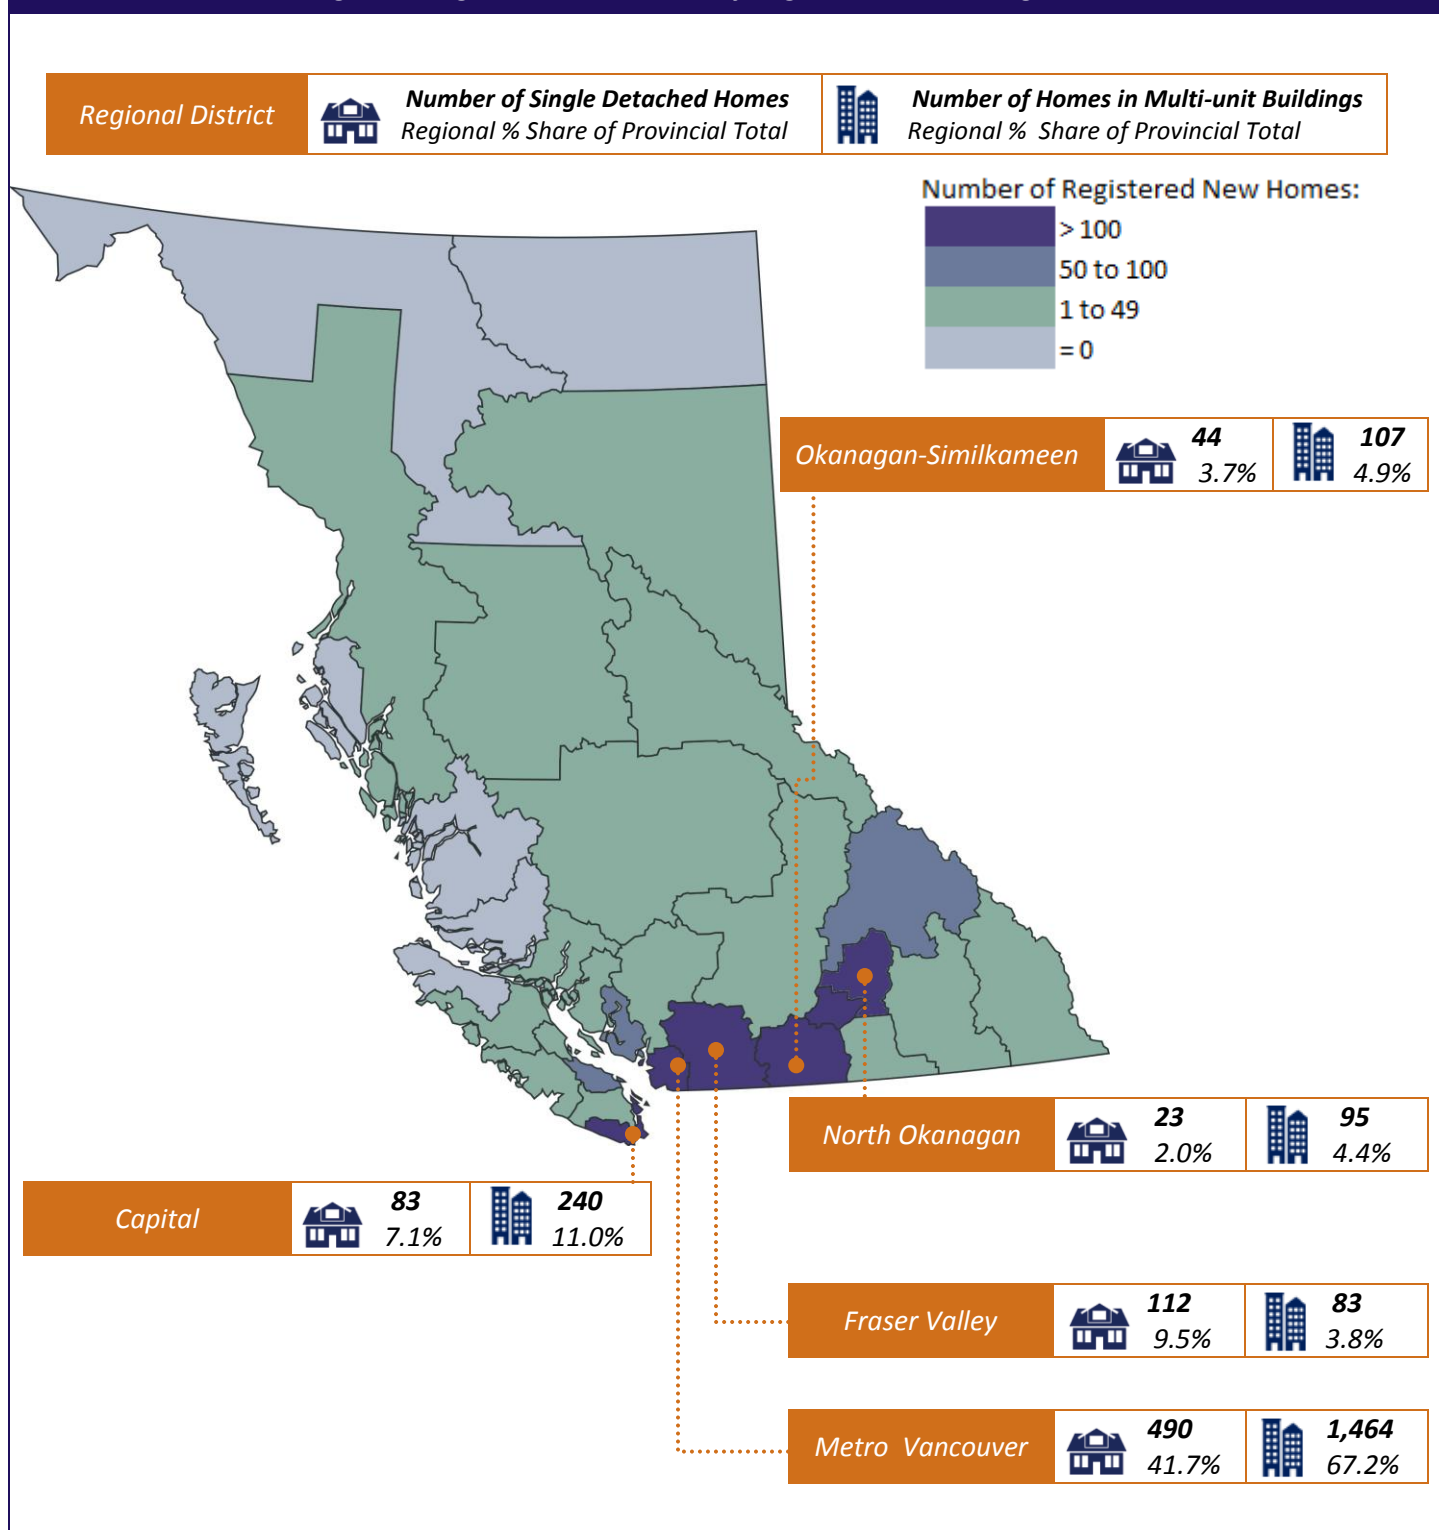 Regional District
Number of Single Detached Homes
Regional % Share of Provincial Total
Number of Homes in Multi-unit Buildings
Regional % Share of Provincial Total
Number of Registered New Homes:
> 100
50 to 100
1 to 49
= 0
Okanagan-Similkameen
44
3.7%
107
4.9%
North Okanagan
23
2.0%
95
4.4%
Capital
83
7.1%
240
11.0%
Fraser Valley
112
9.5%
83
3.8%
Metro Vancouver
490
41.7%
1,464
67.2%